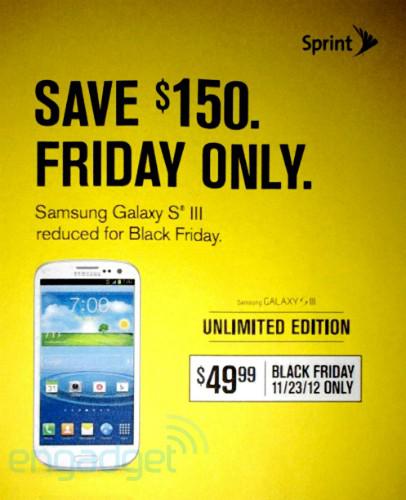 Sprint
SAVE $150.
FRIDAY ONLY.
Samsung Galaxy S® III
reduced for Black Friday.
SAMSUNG
7:00
Samsung GALAXY S III
UNLIMITED EDITION
$49.99
BLACK FRIDAY
11/23/12 ONLY
engadget